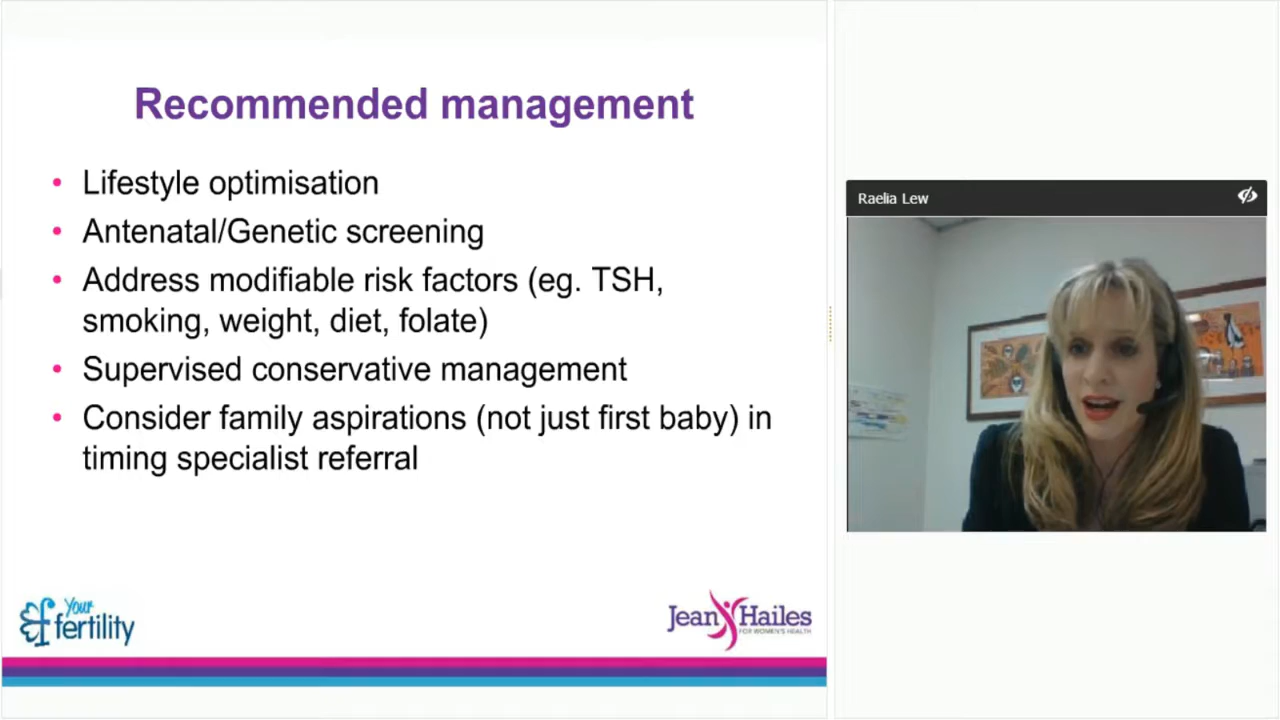 Recommended management
• Lifestyle optimisation
• Antenatal/Genetic screening
• Address modifiable risk factors (eg. TSH,
smoking, weight, diet, folate)
• Supervised conservative management
• Consider family aspirations (not just first baby) in
timing specialist referral
Your
fertility
Jean Hailes
FOR WOMEN'S HEALTH
Raelia Lew